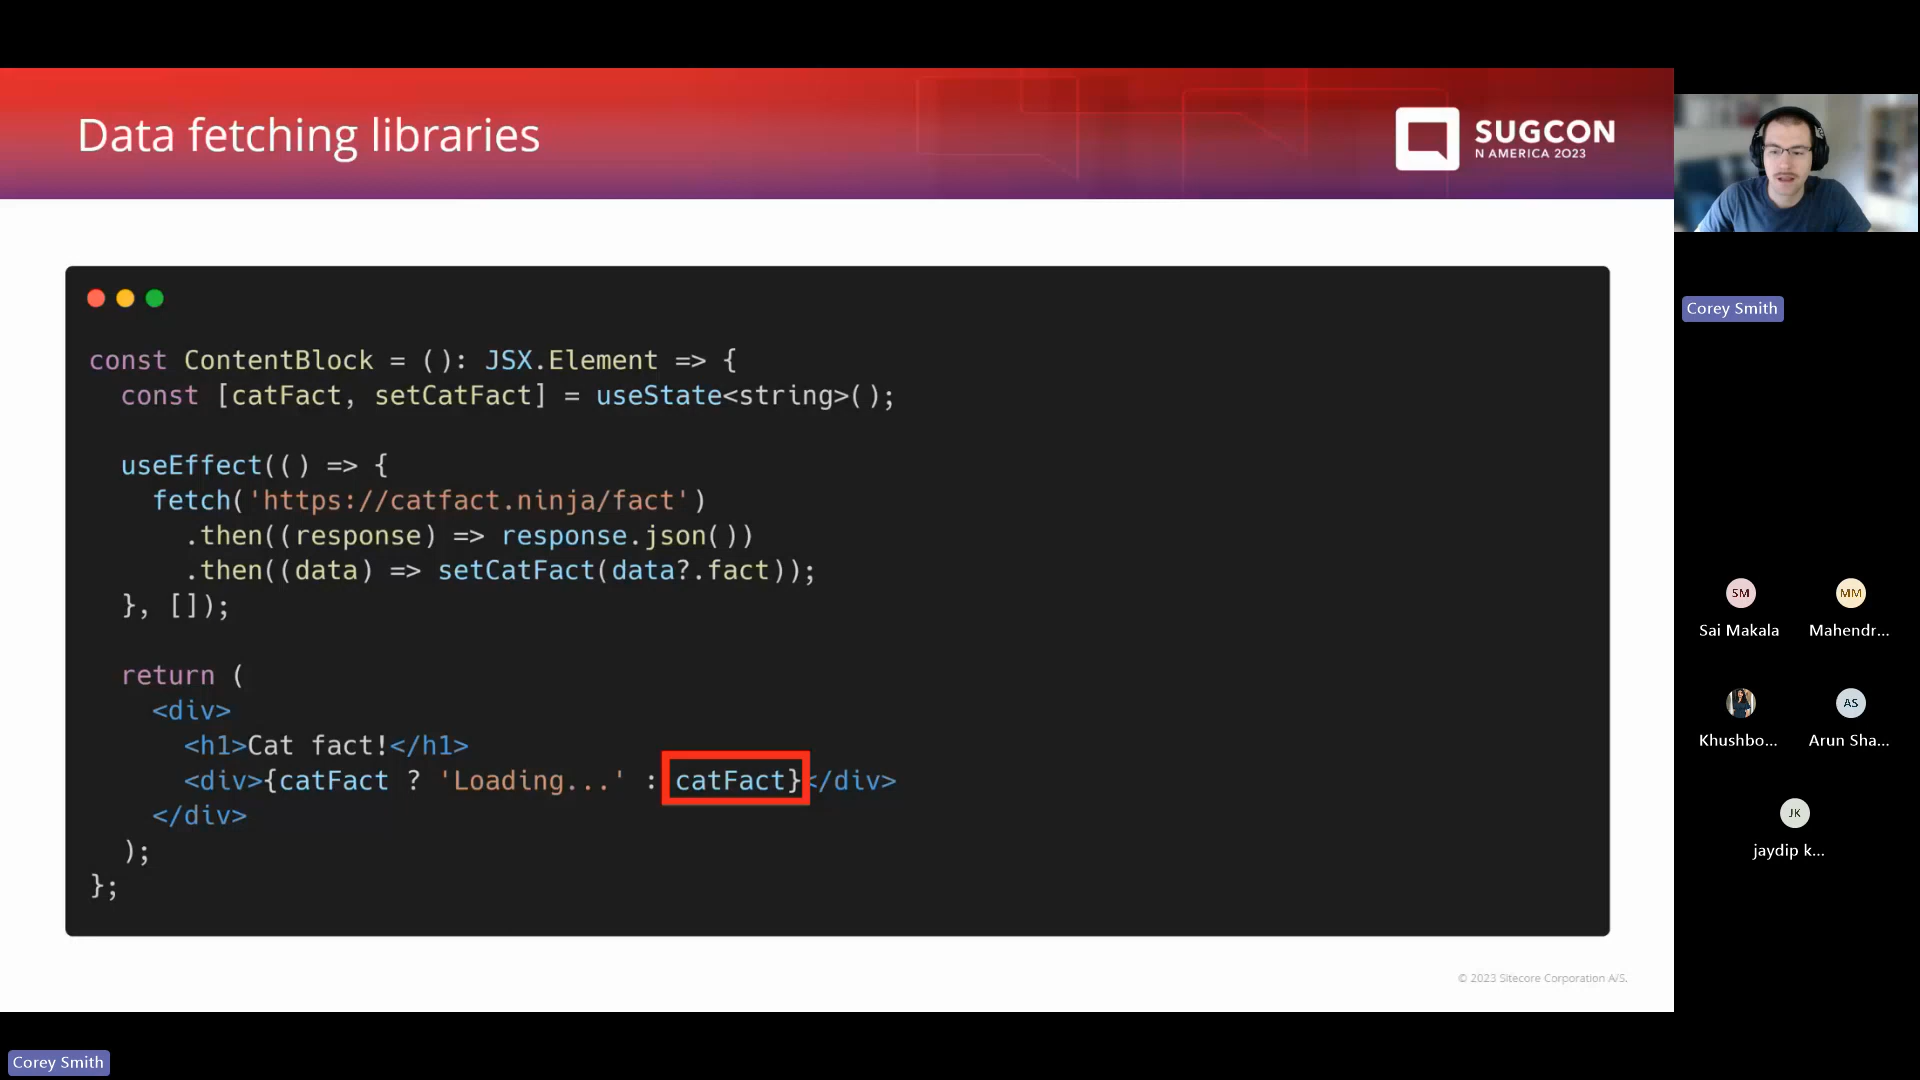 Data fetching libraries
SUGCON
N AMERICA 2023
const ContentBlock = (): JSX.Element => {
const [catFact, setCatFact] = useState<string>();
useEffect(() => {
fetch('https://catfact.ninja/fact')
.then((response) => response.json())
.then((data) => setCatFact(data?.fact));
}, []);
return (
<div>
<h1>Cat fact!</h1>
<div>{catFact ? 'Loading...' : catFact}</div>
</div>
);
};
© 2023 Sitecore Corporation A/S.
Corey Smith
SM
MM
Sai Makala
Mahendr...
AS
Khushbo...
Arun Sha...
JK
jaydip k...
Corey Smith